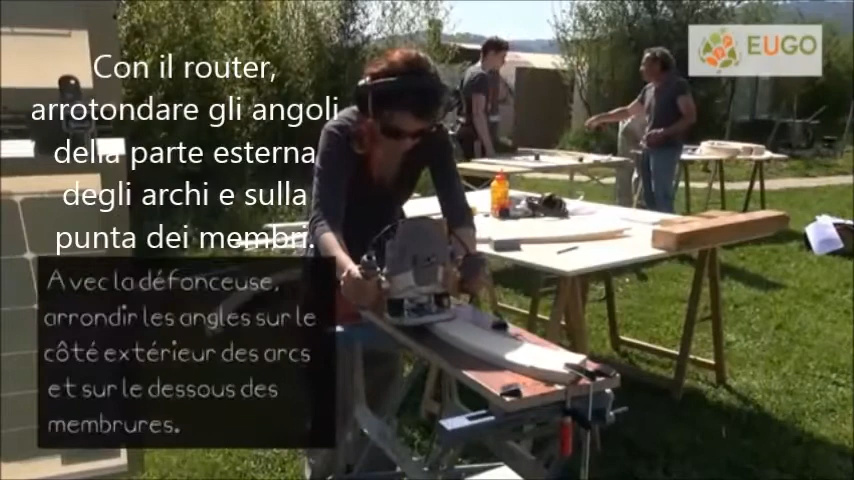 EUGO
Con il router,
arrotondare gli angoli
della parte esterna
degli archi e sulla
punta dei membri.
Avec la défonceuse,
arrondir les angles sur le
côté extérieur des arcs
et sur le dessous des
membrures.